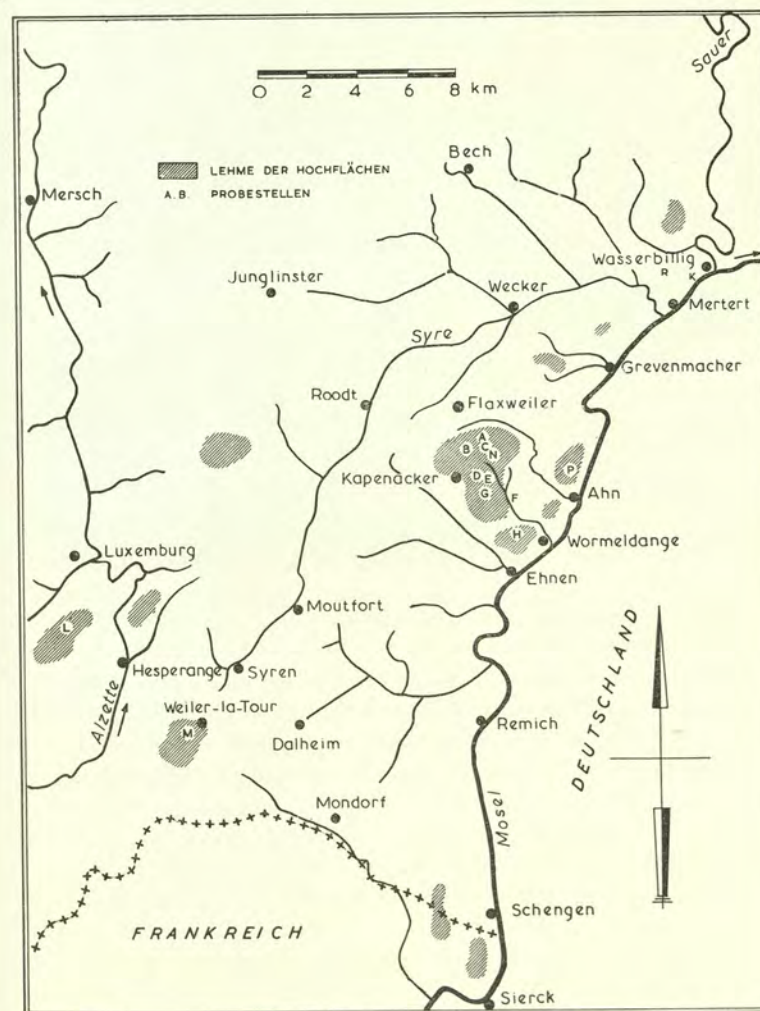 Sauer
0 2 4 6 8 km
Bech
LEHME DER HOCHFLÄCHEN
A.B. PROBESTELLEN
Mersch
Wasserbillig
R
K
Junglinster
Wecker
Mertert
Syre
Grevenmacher
Roodt
Flaxweiler
A
B
C
N
P
Kapenäcker
D
E
G
F
Ahn
H
Wormeldange
Luxemburg
Ehnen
Moutfort
L
Hesperange
Syren
DEUTSCHLAND
Alzette
Weiler-la-Tour
M
Dalheim
Remich
Mosel
Mondorf
Schengen
FRANKREICH
Sierck